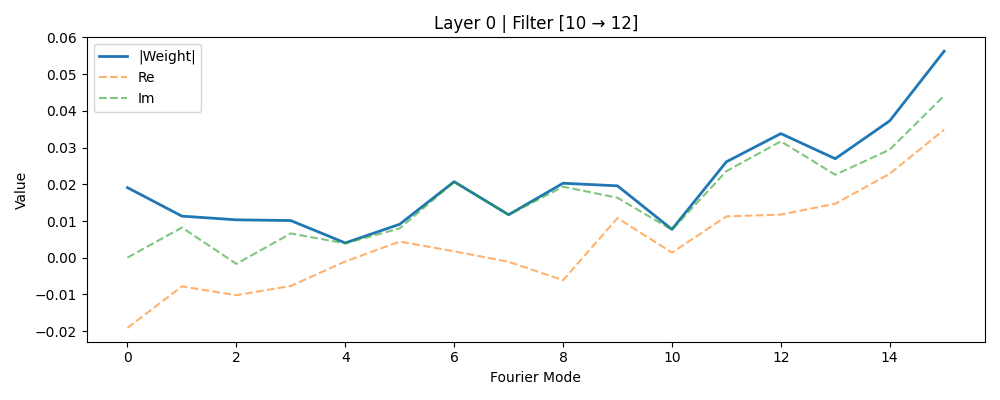 Layer 0 | Filter [10 → 12]
|Weight|
Re
Im
Value
0.06
0.05
0.04
0.03
0.02
0.01
0.00
−0.01
−0.02
0 2 4 6 8 10 12 14
Fourier Mode